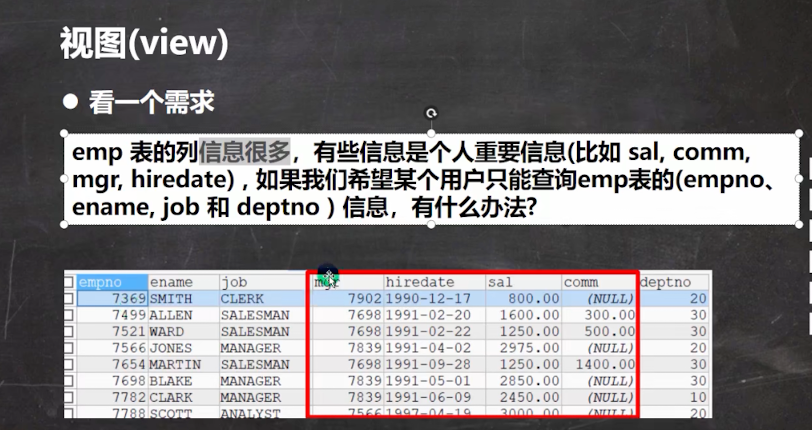 视图(view)
● 看一个需求
emp 表的列信息很多，有些信息是个人重要信息(比如 sal, comm,
mgr, hiredate) , 如果我们希望某个用户只能查询emp表的(empno、
ename, job 和 deptno ) 信息，有什么办法?
empno ename job mgr hiredate sal comm deptno
7369 SMITH CLERK 7902 1990-12-17 800.00 (NULL) 20
7499 ALLEN SALESMAN 7698 1991-02-20 1600.00 300.00 30
7521 WARD SALESMAN 7698 1991-02-22 1250.00 500.00 30
7566 JONES MANAGER 7839 1991-04-02 2975.00 (NULL) 20
7654 MARTIN SALESMAN 7698 1991-09-28 1250.00 1400.00 30
7698 BLAKE MANAGER 7839 1991-05-01 2850.00 (NULL) 30
7782 CLARK MANAGER 7839 1991-06-09 2450.00 (NULL) 10
7788 SCOTT ANALYST 7566 1997-04-19 3000.00 (NULL) 20